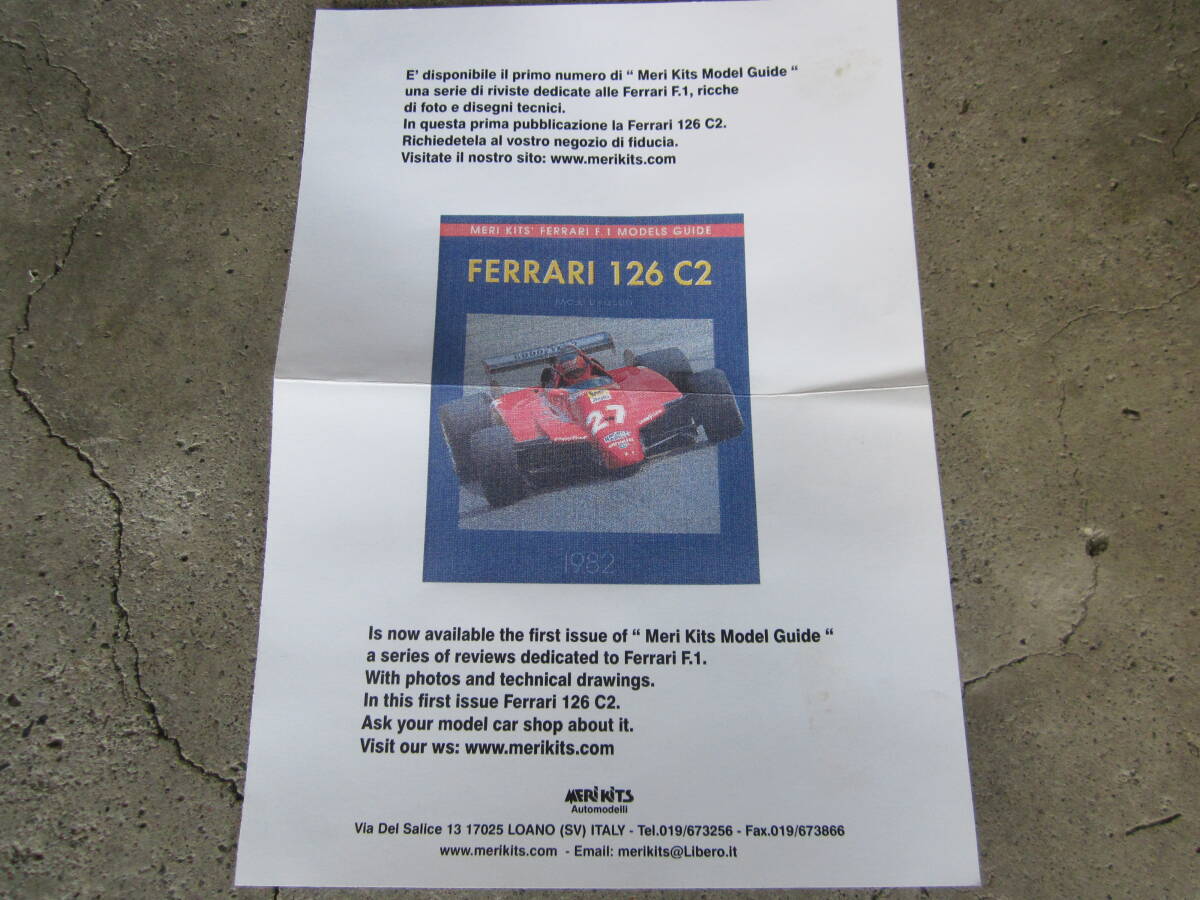 E' disponibile il primo numero di “ Meri Kits Model Guide “
una serie di riviste dedicate alle Ferrari F.1, ricche
di foto e disegni tecnici.
In questa prima pubblicazione la Ferrari 126 C2.
Richiedetela al vostro negozio di fiducia.
Visitate il nostro sito: www.merikits.com
MERI KITS' FERRARI F.1 MODELS GUIDE
FERRARI 126 C2
GOODYEAR
27
1982
Is now available the first issue of “ Meri Kits Model Guide “
a series of reviews dedicated to Ferrari F.1.
With photos and technical drawings.
In this first issue Ferrari 126 C2.
Ask your model car shop about it.
Visit our ws: www.merikits.com
MERI KITS
Automodelli
Via Del Salice 13 17025 LOANO (SV) ITALY - Tel.019/673256 - Fax.019/673866
www.merikits.com - Email: merikits@Libero.it